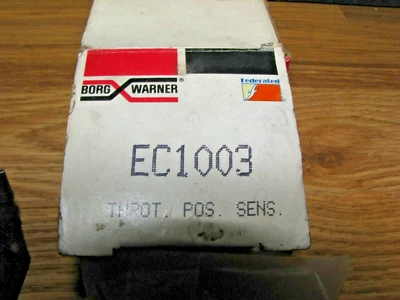 BORG WARNER®
Federated
EC1003
THROT. POS. SENS.